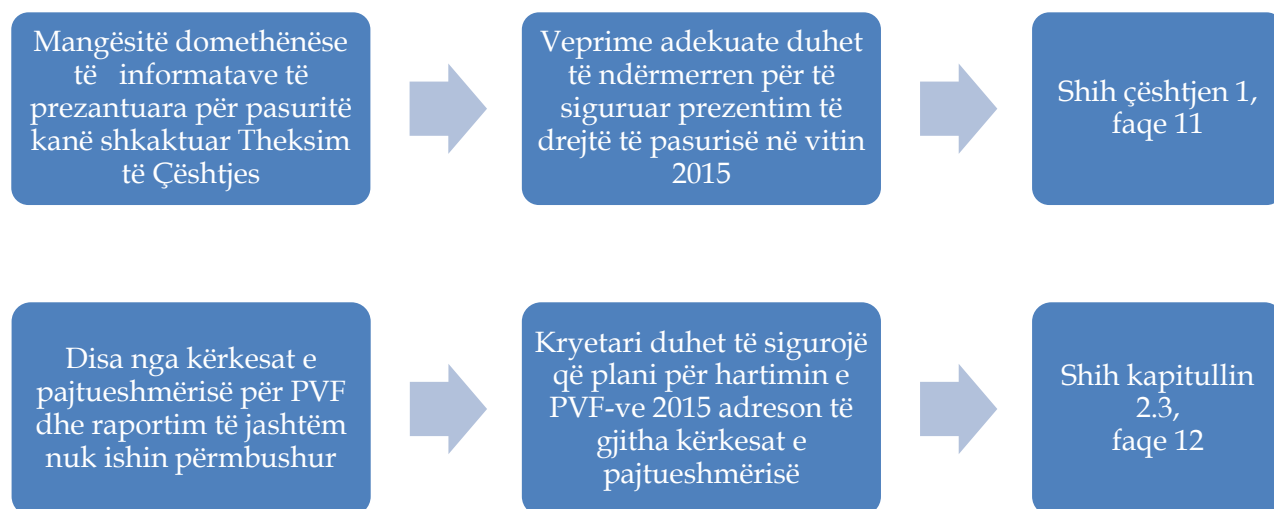 Mangësitë domethënëse
të informatave të
prezantuara për pasuritë
kanë shkaktuar Theksim
të Çështjes
Veprime adekuate duhet
të ndërmerren për të
siguruar prezentim të
drejtë të pasurisë në vitin
2015
Shih çështjen 1,
faqe 11
Disa nga kërkesat e
pajtueshmërisë për PVF
dhe raportim të jashtëm
nuk ishin përmbushur
Kryetari duhet të sigurojë
që plani për hartimin e
PVF-ve 2015 adreson të
gjitha kërkesat e
pajtueshmërisë
Shih kapitullin
2.3,
faqe 12